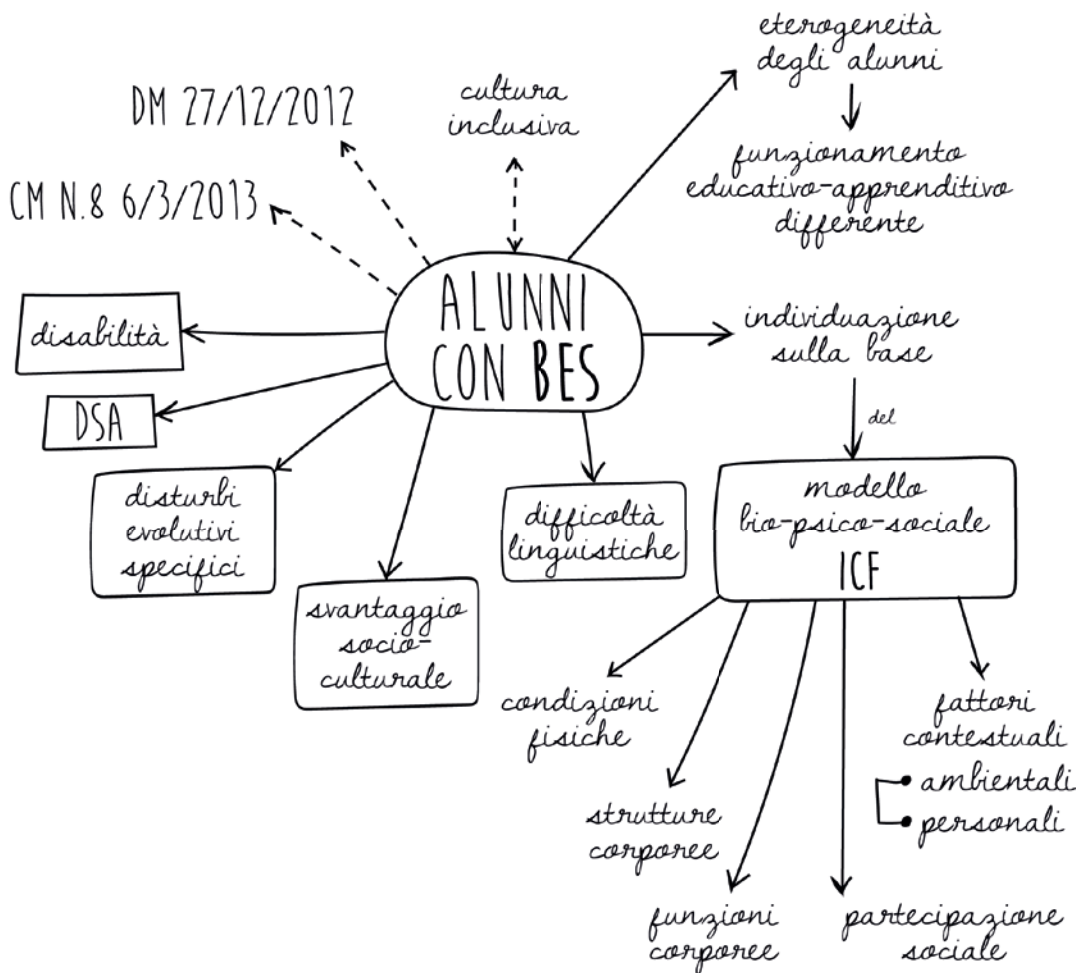 eterogeneità
degli alunni
DM 27/12/2012
cultura
inclusiva
funzionamento
educativo-apprenditivo
differente
CM N.8 6/3/2013
ALUNNI
CON BES
disabilità
individuazione
sulla base
DSA
del
disturbi
evolutivi
specifici
difficoltà
linguistiche
modello
bio-psico-sociale
ICF
svantaggio
socio-
culturale
condizioni
fisiche
fattori
contestuali
ambientali
personali
strutture
corporee
funzioni
corporee
partecipazione
sociale